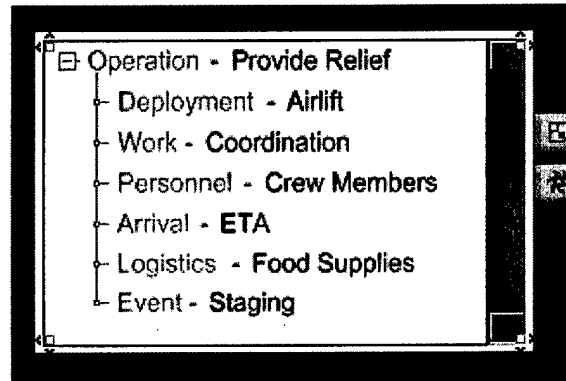 Operation - Provide Relief
Deployment - Airlift
Work - Coordination
Personnel - Crew Members
Arrival - ETA
Logistics - Food Supplies
Event - Staging